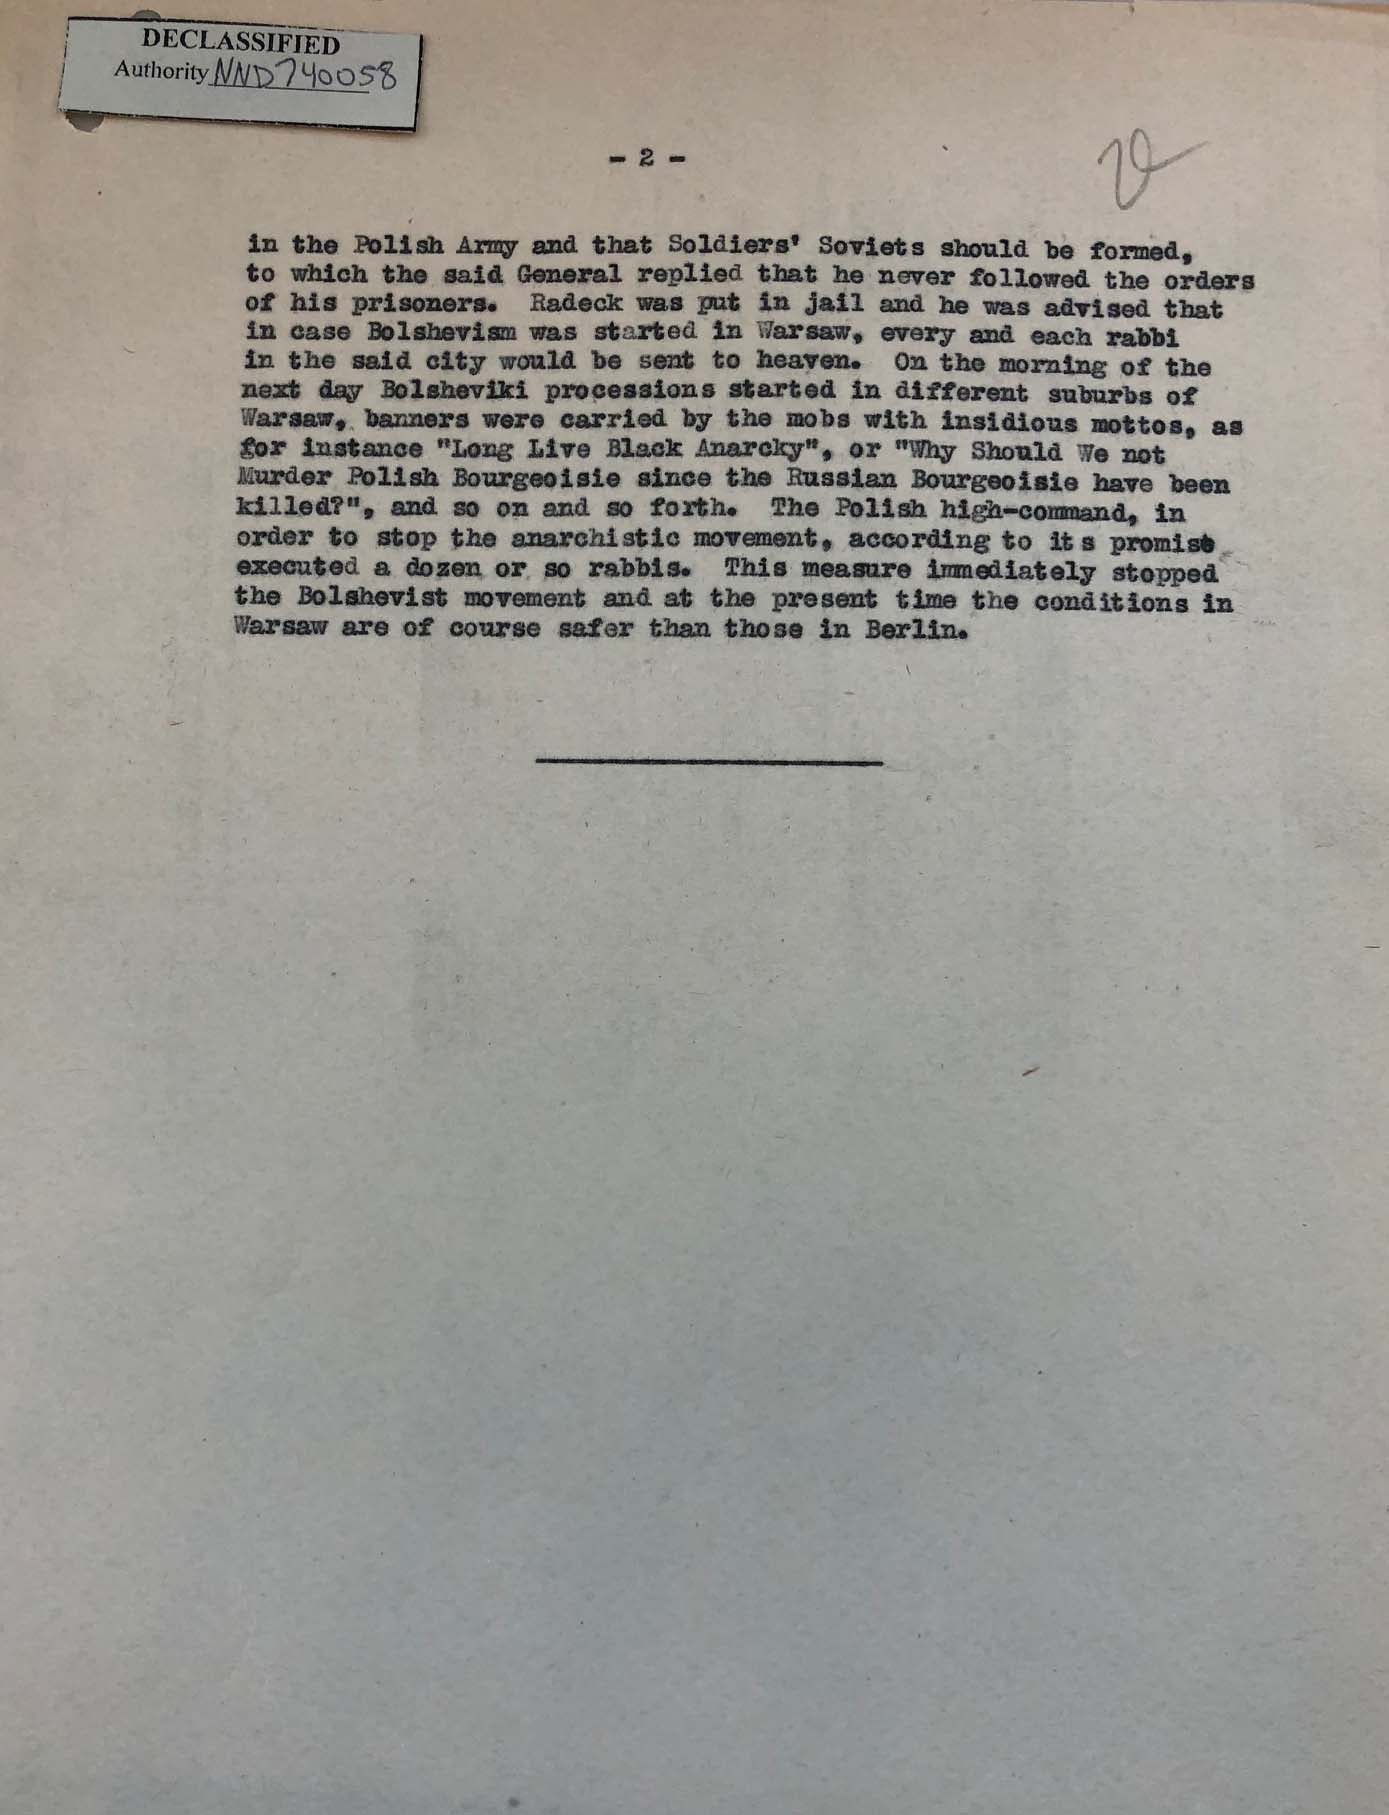 DECLASSIFIED
Authority NND740058
- 2 -
in the Polish Army and that Soldiers' Soviets should be formed,
to which the said General replied that he never followed the orders
of his prisoners. Radeck was put in jail and he was advised that
in case Bolshevism was started in Warsaw, every and each rabbi
in the said city would be sent to heaven. On the morning of the
next day Bolsheviki processions started in different suburbs of
Warsaw, banners were carried by the mobs with insidious mottos, as
for instance "Long Live Black Anarcky", or "Why Should We not
Murder Polish Bourgeoisie since the Russian Bourgeoisie have been
killed?", and so on and so forth. The Polish high-command, in
order to stop the anarchistic movement, according to its promise
executed a dozen or so rabbis. This measure immediately stopped
the Bolshevist movement and at the present time the conditions in
Warsaw are of course safer than those in Berlin.